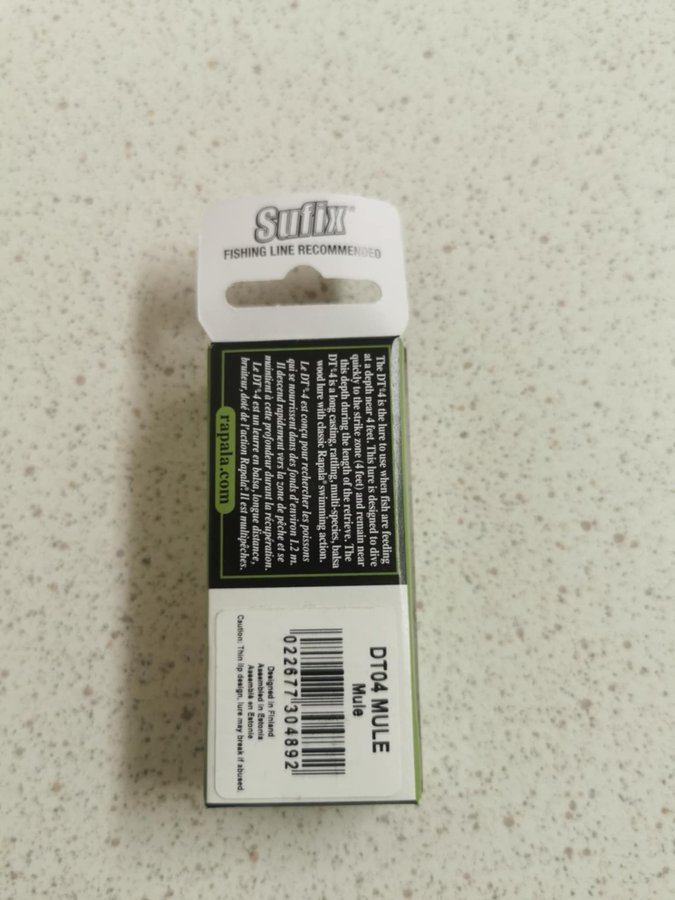 Sufix®
FISHING LINE RECOMMENDED
The DT®4 is the lure to use when fish are feeding
at a depth near 4 feet. This lure is designed to dive
quickly to the strike zone (4 feet) and remain near
this depth during the length of the retrieve. The
DT®4 is a long casting, rattling, multi-species, balsa
wood lure with classic Rapala® swimming action.
Le DT®4 est conçu pour rechercher les poissons
qui se nourrissent dans des fonds d'environ 1.2 m.
Il descend rapidement vers la zone de pêche et se
maintient à cette profondeur durant la récupération.
Le DT®4 est un leurre en balsa, longue distance,
bruiteur, doté de l'action Rapala®. Il est multipêches.
rapala.com
DT04 MULE
Mule
022677304892
Designed in Finland
Assembled in Estonia
Assemblé en Estonie
Caution: Thin lip design, lure may break if abused.